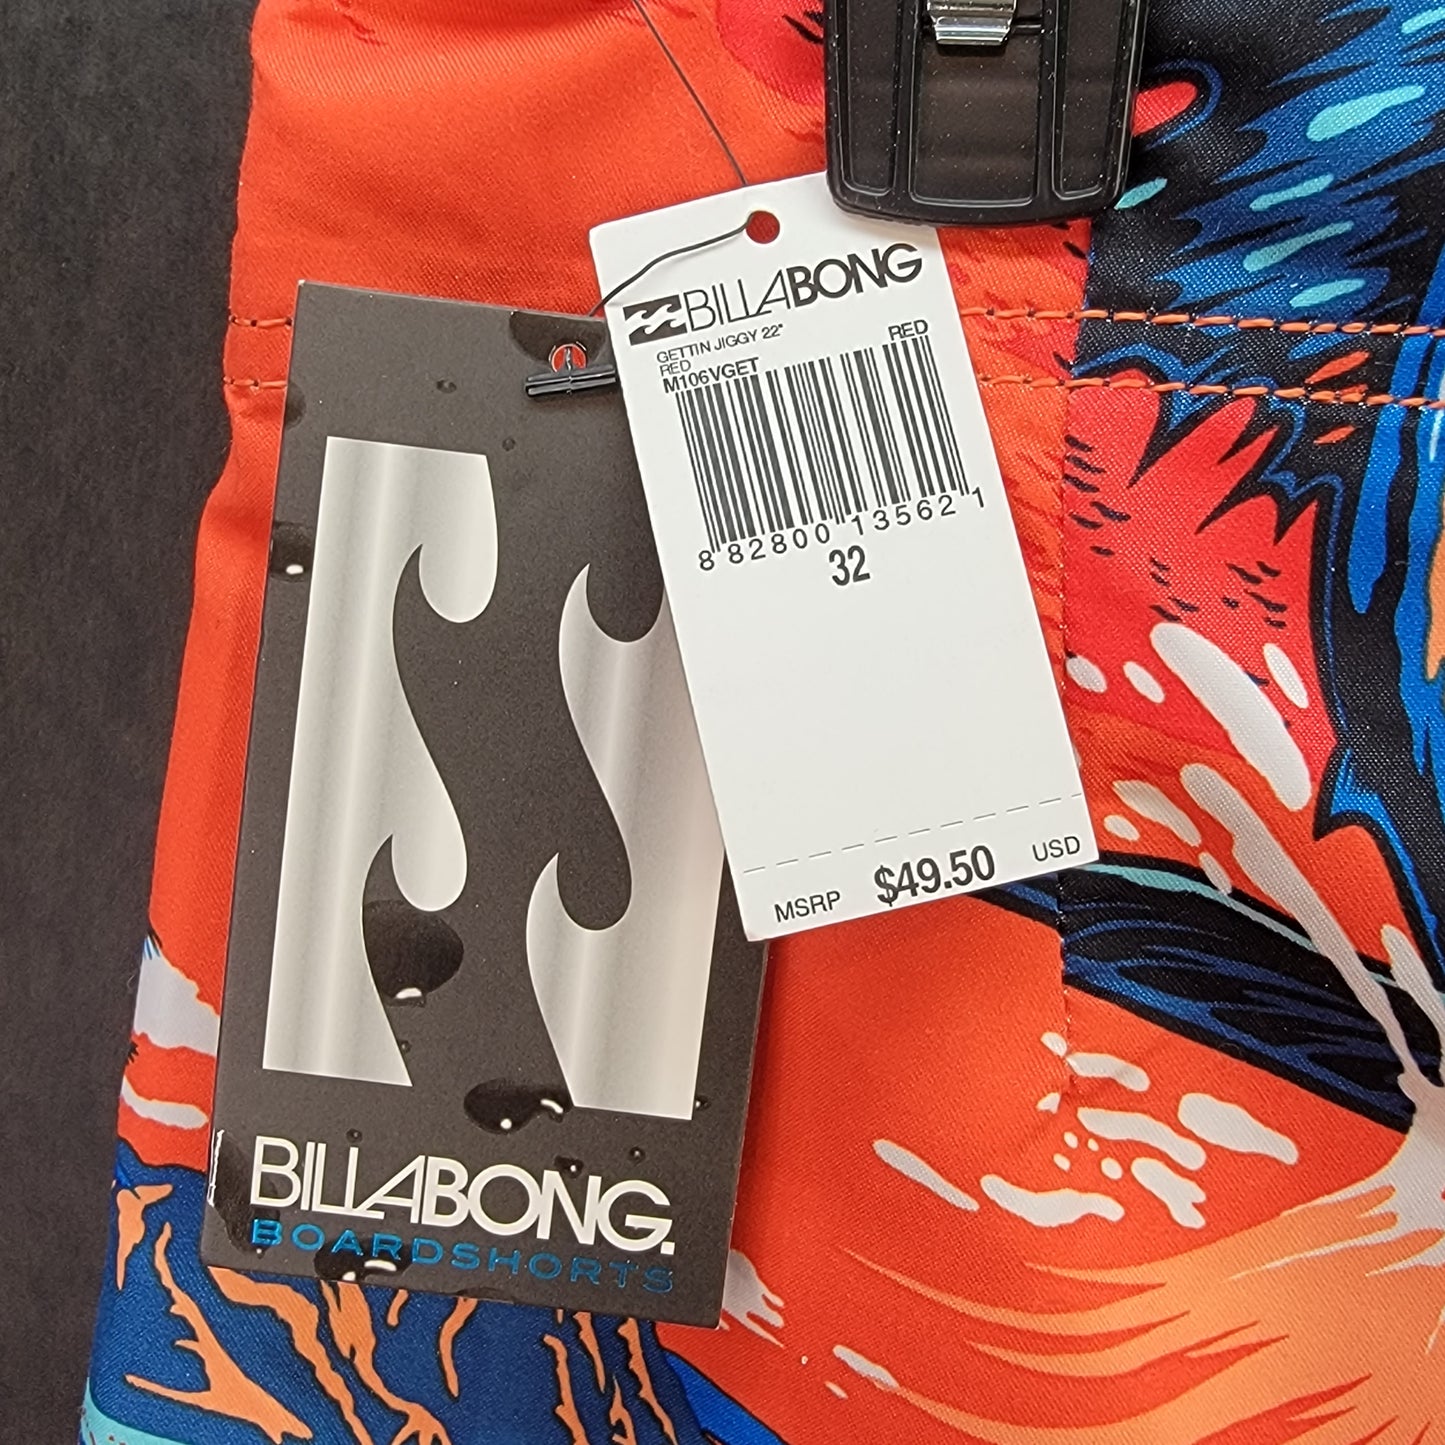 BILLABONG
GETTIN JIGGY 22"
RED RED
M106VGET
8 82800 13562 1
32
MSRP $49.50 USD
BILLABONG.
BOARDSHORTS